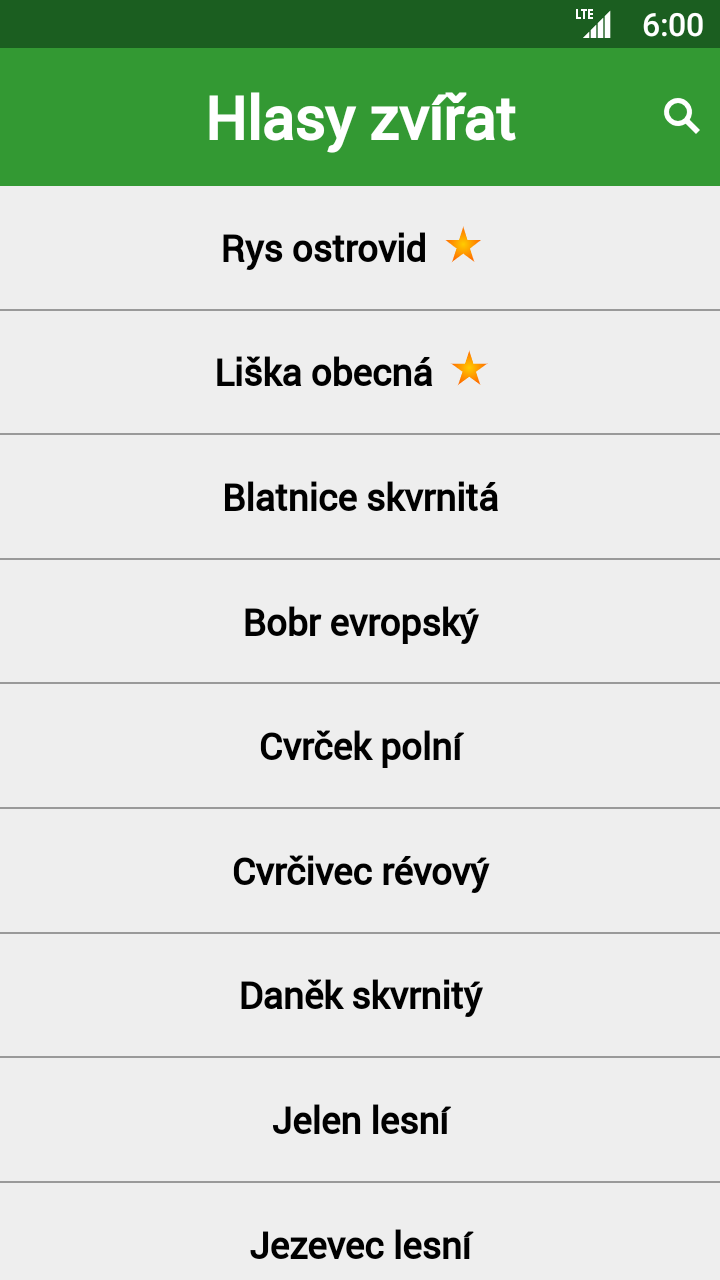 LTE 6:00
Hlasy zvířat
Rys ostrovid
Liška obecná
Blatnice skvrnitá
Bobr evropský
Cvrček polní
Cvrčivec révový
Daněk skvrnitý
Jelen lesní
Jezevec lesní